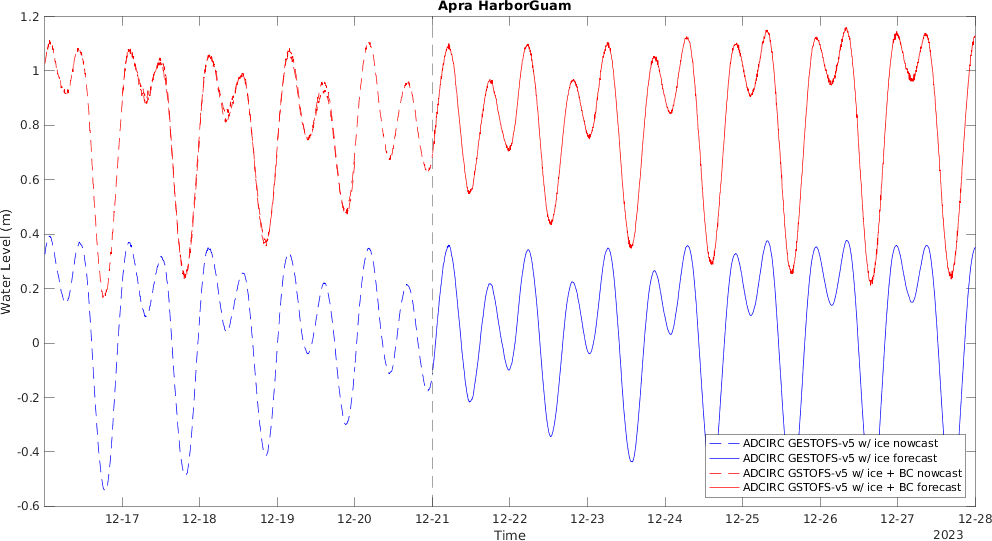 Apra HarborGuam
1.2
1
0.8
0.6
0.4
0.2
0
-0.2
-0.4
-0.6
Water Level (m)
12-17 12-18 12-19 12-20 12-21 12-22 12-23 12-24 12-25 12-26 12-27 12-28
Time
2023
ADCIRC GESTOFS-v5 w/ ice nowcast
ADCIRC GESTOFS-v5 w/ ice forecast
ADCIRC GSTOFS-v5 w/ ice + BC nowcast
ADCIRC GSTOFS-v5 w/ ice + BC forecast